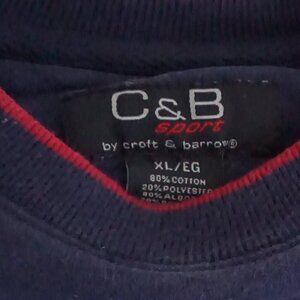 C&B
sport
by croft & barrow®
XL/EG
80% COTTON
20% POLYESTER